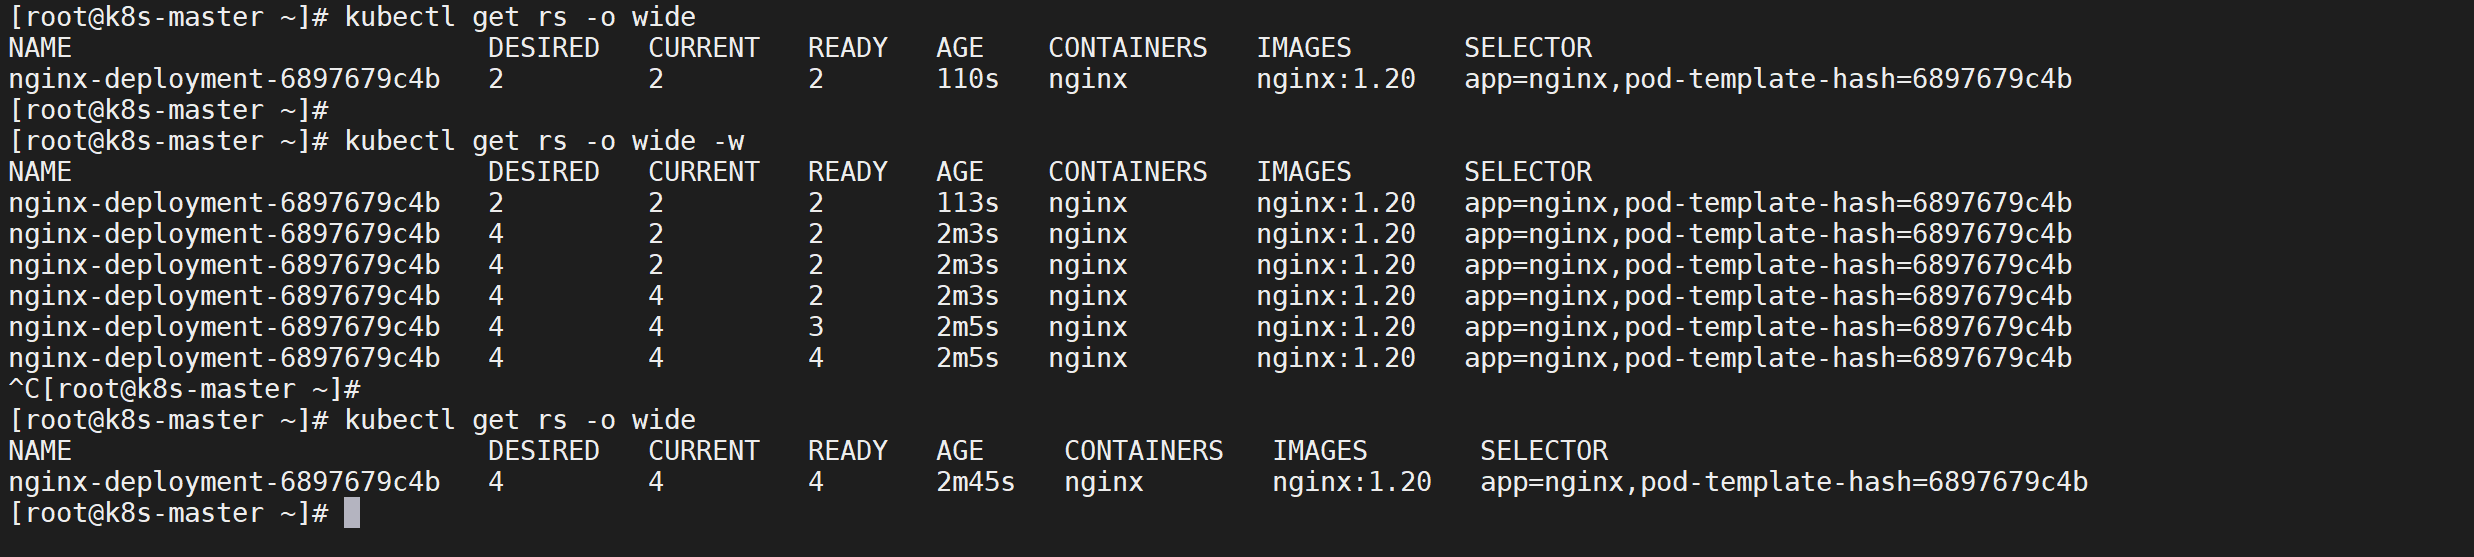 [root@k8s-master ~]# kubectl get rs -o wide
NAME                          DESIRED   CURRENT   READY   AGE    CONTAINERS   IMAGES       SELECTOR
nginx-deployment-6897679c4b   2         2         2       110s   nginx        nginx:1.20   app=nginx,pod-template-hash=6897679c4b
[root@k8s-master ~]#
[root@k8s-master ~]# kubectl get rs -o wide -w
NAME                          DESIRED   CURRENT   READY   AGE    CONTAINERS   IMAGES       SELECTOR
nginx-deployment-6897679c4b   2         2         2       113s   nginx        nginx:1.20   app=nginx,pod-template-hash=6897679c4b
nginx-deployment-6897679c4b   4         2         2       2m3s   nginx        nginx:1.20   app=nginx,pod-template-hash=6897679c4b
nginx-deployment-6897679c4b   4         2         2       2m3s   nginx        nginx:1.20   app=nginx,pod-template-hash=6897679c4b
nginx-deployment-6897679c4b   4         4         2       2m3s   nginx        nginx:1.20   app=nginx,pod-template-hash=6897679c4b
nginx-deployment-6897679c4b   4         4         3       2m5s   nginx        nginx:1.20   app=nginx,pod-template-hash=6897679c4b
nginx-deployment-6897679c4b   4         4         4       2m5s   nginx        nginx:1.20   app=nginx,pod-template-hash=6897679c4b
^C[root@k8s-master ~]#
[root@k8s-master ~]# kubectl get rs -o wide
NAME                          DESIRED   CURRENT   READY   AGE     CONTAINERS   IMAGES       SELECTOR
nginx-deployment-6897679c4b   4         4         4       2m45s   nginx        nginx:1.20   app=nginx,pod-template-hash=6897679c4b
[root@k8s-master ~]#